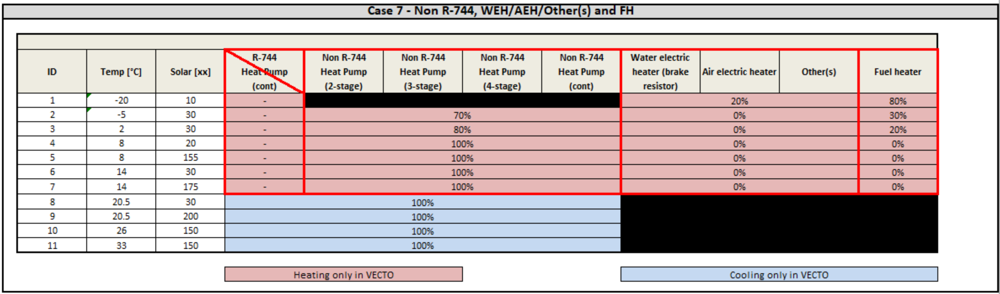 Case 7 - Non R-744, WEH/AEH/Other(s) and FH
ID Temp [°C] Solar [xx] R-744 Heat Pump (cont) Non R-744 Heat Pump (2-stage) Non R-744 Heat Pump (3-stage) Non R-744 Heat Pump (4-stage) Non R-744 Heat Pump (cont) Water electric heater (brake resistor) Air electric heater Other(s) Fuel heater
1 -20 10 - 20% 80%
2 -5 30 - 70% 0% 30%
3 2 30 - 80% 0% 20%
4 8 20 - 100% 0% 0%
5 8 155 - 100% 0% 0%
6 14 30 - 100% 0% 0%
7 14 175 - 100% 0% 0%
8 20.5 30 100%
9 20.5 200 100%
10 26 150 100%
11 33 150 100%
Heating only in VECTO Cooling only in VECTO